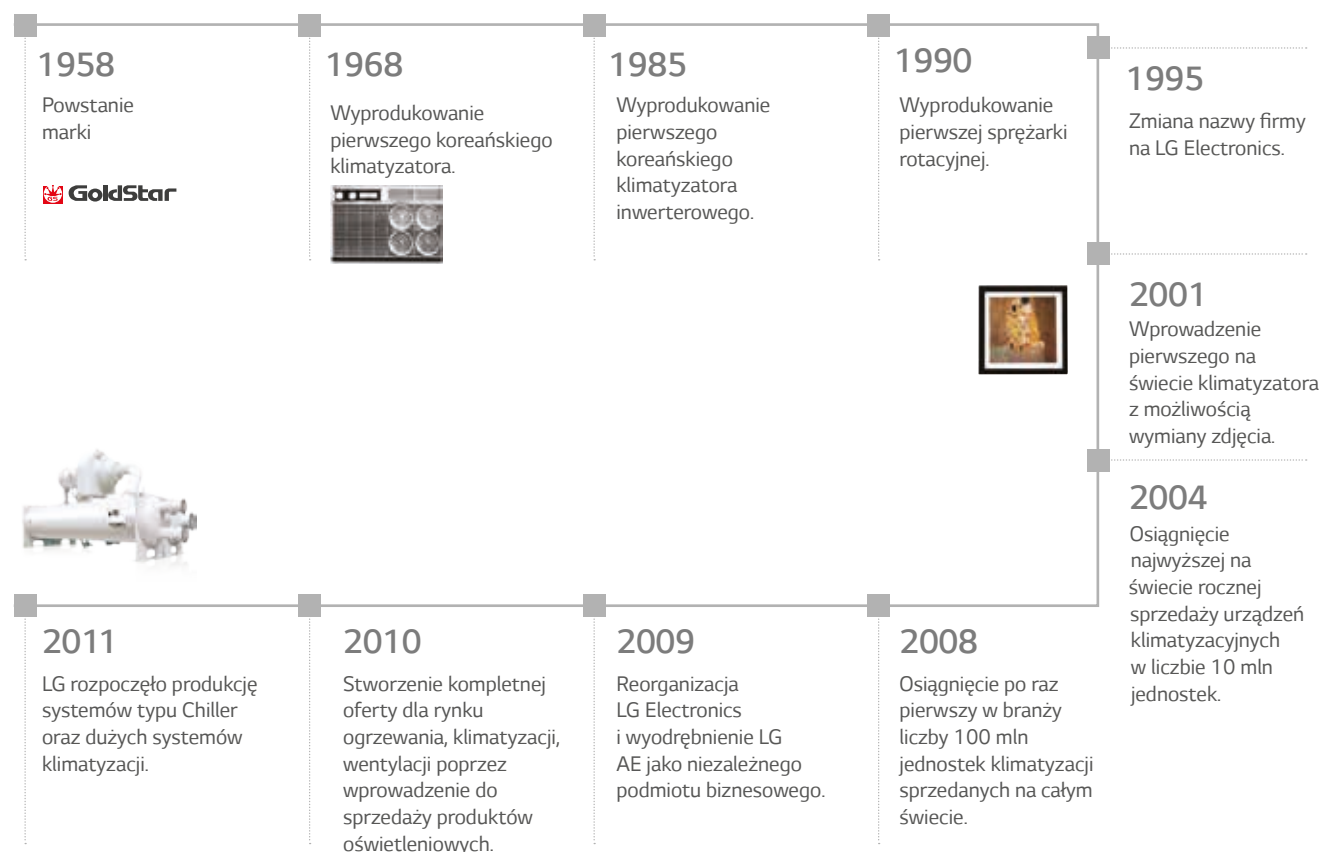 1958
Powstanie
marki
GoldStar
1968
Wyprodukowanie
pierwszego koreańskiego
klimatyzatora.
1985
Wyprodukowanie
pierwszego
koreańskiego
klimatyzatora
inwerterowego.
1990
Wyprodukowanie
pierwszej sprężarki
rotacyjnej.
1995
Zmiana nazwy firmy
na LG Electronics.
2001
Wprowadzenie
pierwszego na
świecie klimatyzatora
z możliwością
wymiany zdjęcia.
2004
Osiągnięcie
najwyższej na
świecie rocznej
sprzedaży urządzeń
klimatyzacyjnych
w liczbie 10 mln
jednostek.
2008
Osiągnięcie po raz
pierwszy w branży
liczby 100 mln
jednostek klimatyzacji
sprzedanych na całym
świecie.
2009
Reorganizacja
LG Electronics
i wyodrębnienie LG
AE jako niezależnego
podmiotu biznesowego.
2010
Stworzenie kompletnej
oferty dla rynku
ogrzewania, klimatyzacji,
wentylacji poprzez
wprowadzenie do
sprzedaży produktów
oświetleniowych.
2011
LG rozpoczęło produkcję
systemów typu Chiller
oraz dużych systemów
klimatyzacji.